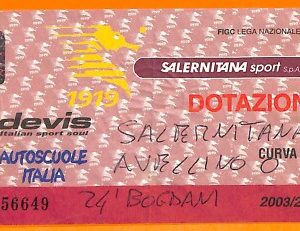 FIGC LEGA NAZIONALE
SALERNITANA sport S.p.A.
1919
DOTAZION
devis
italian sport soul
SALERNITANA
AUTOSCUOLE
ITALIA
AVELLINO 0
CURVA
56649
24' BOGDANI
2003/2